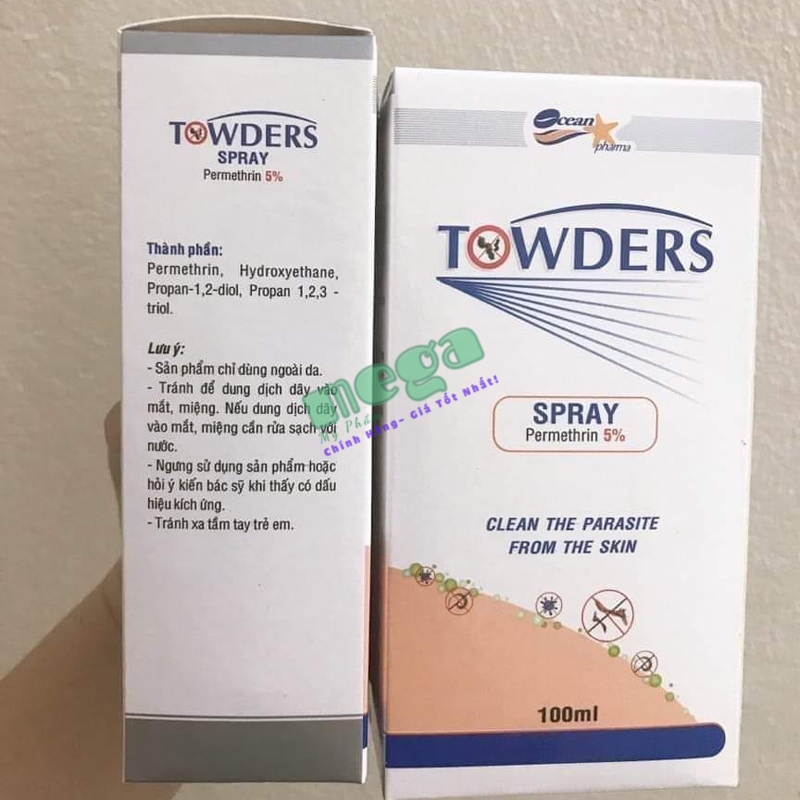 TOWDERS
SPRAY
Permethrin 5%
Thành phần:
Permethrin, Hydroxyethane,
Propan-1,2-diol, Propan 1,2,3 -
triol.
Lưu ý:
- Sản phẩm chỉ dùng ngoài da.
- Tránh để dung dịch dây vào
mắt, miệng. Nếu dung dịch dây
vào mắt, miệng cần rửa sạch với
nước.
- Ngưng sử dụng sản phẩm hoặc
hỏi ý kiến bác sỹ khi thấy có dấu
hiệu kích ứng.
- Tránh xa tầm tay trẻ em.
mega
Chính Hãng- Giá Tốt Nhất!
Ocean
pharma
TOWDERS
SPRAY
Permethrin 5%
CLEAN THE PARASITE
FROM THE SKIN
100ml